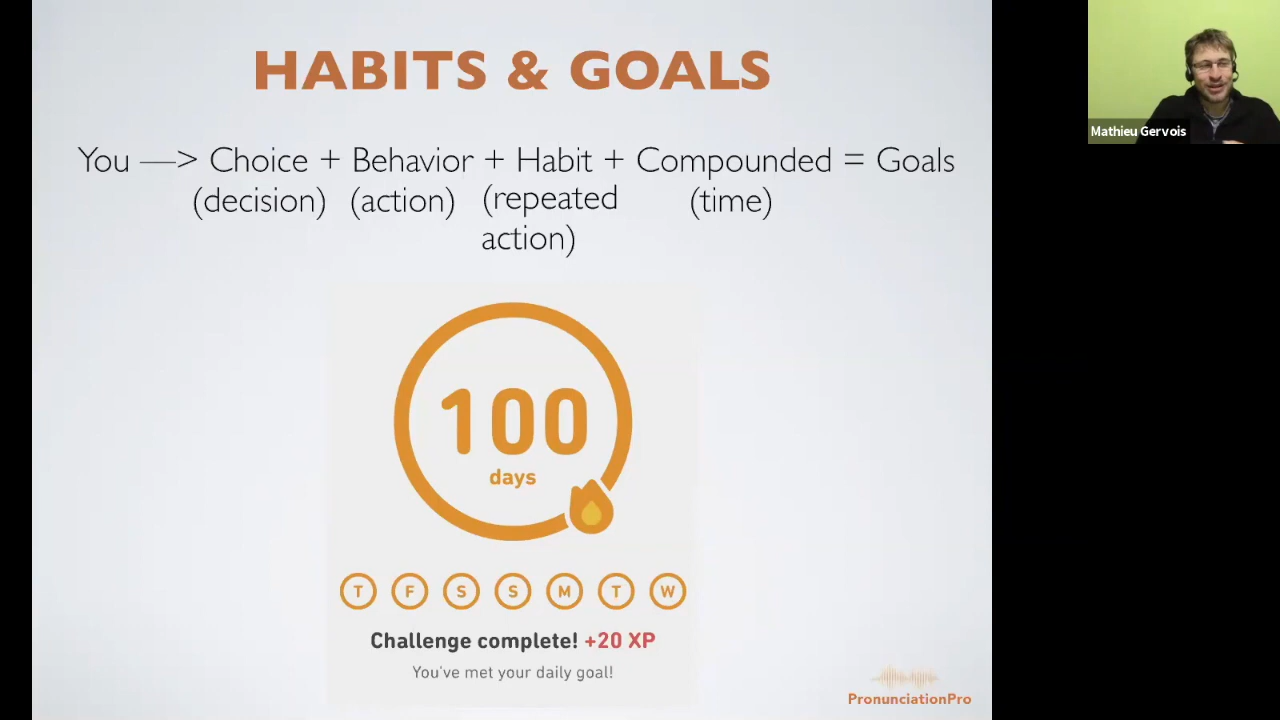 HABITS & GOALS
Mathieu Gervois
You —> Choice + Behavior + Habit + Compounded = Goals
(decision) (action) (repeated (time)
action)
100
days
T F S S M T W
Challenge complete! +20 XP
You've met your daily goal!
PronunciationPro